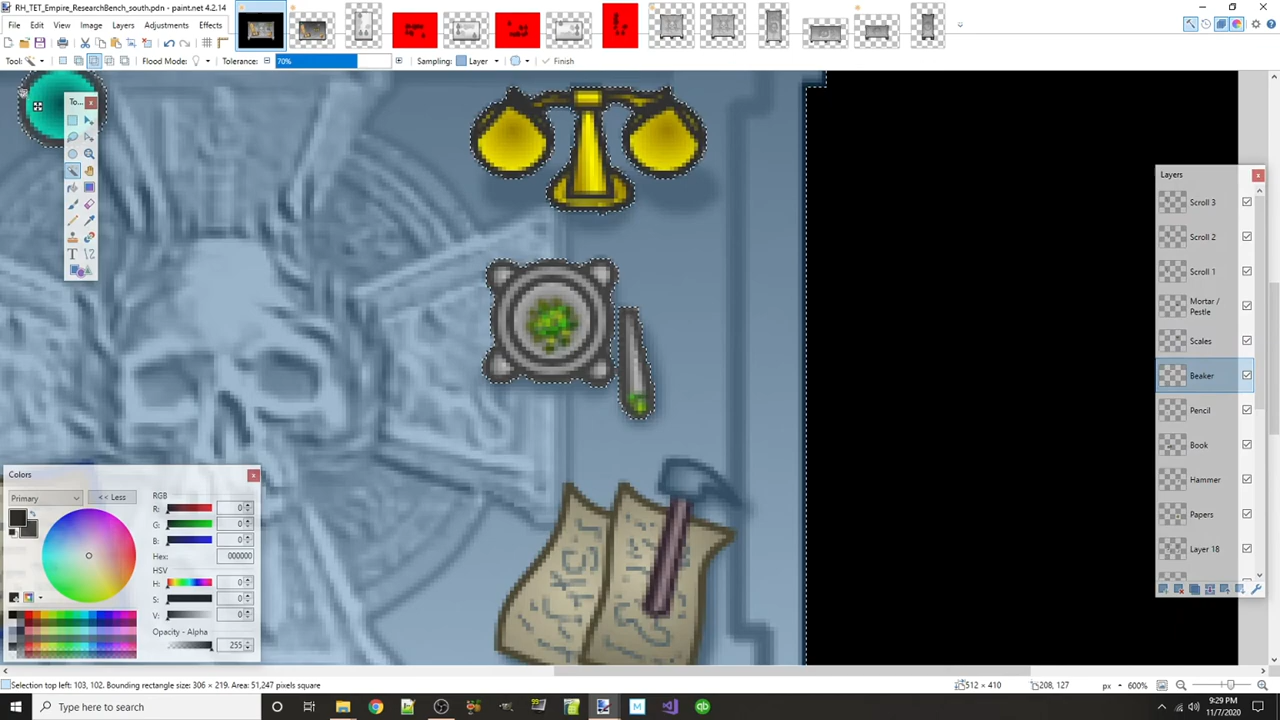 RH_TET_Empire_ResearchBench_south.pdn - paint.net 4.2.14
File Edit View Image Layers Adjustments Effects
Tool: Flood Mode: Tolerance: 70% Sampling: Layer Finish
To...
Layers
Scroll 3
Scroll 2
Scroll 1
Mortar /
Pestle
Scales
Beaker
Pencil
Book
Hammer
Papers
Layer 18
Colors
Primary
<< Less
RGB
R: 0
G: 0
B: 0
Hex: 000000
HSV
H: 0
S: 0
V: 0
Opacity - Alpha
255
Selection top left: 103, 102. Bounding rectangle size: 306 × 219. Area: 51,247 pixels square
512 × 410
208, 127
px
600%
Type here to search
9:29 PM
11/7/2020